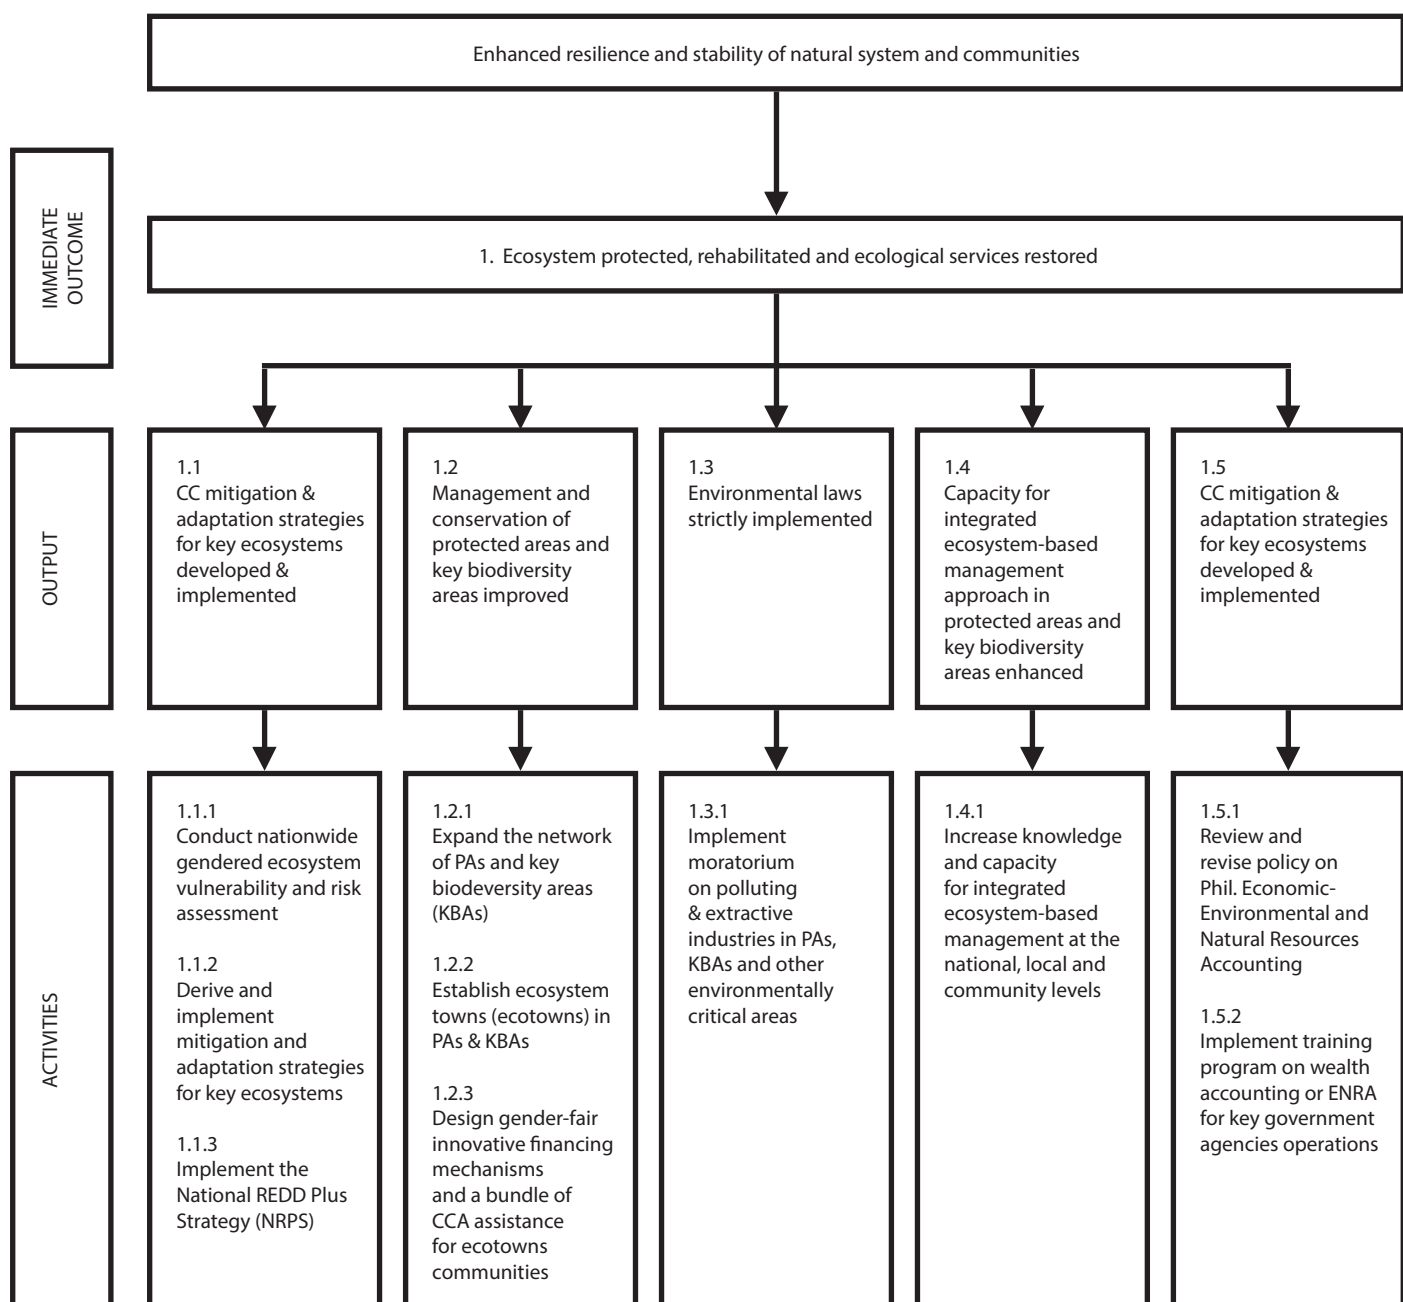 Enhanced resilience and stability of natural system and communities
IMMEDIATE
OUTCOME
1. Ecosystem protected, rehabilitated and ecological services restored
OUTPUT
1.1
CC mitigation &
adaptation strategies
for key ecosystems
developed &
implemented
1.2
Management and
conservation of
protected areas and
key biodiversity
areas improved
1.3
Environmental laws
strictly implemented
1.4
Capacity for
integrated
ecosystem-based
management
approach in
protected areas and
key biodiversity
areas enhanced
1.5
CC mitigation &
adaptation strategies
for key ecosystems
developed &
implemented
ACTIVITIES
1.1.1
Conduct nationwide
gendered ecosystem
vulnerability and risk
assessment
1.1.2
Derive and
implement
mitigation and
adaptation strategies
for key ecosystems
1.1.3
Implement the
National REDD Plus
Strategy (NRPS)
1.2.1
Expand the network
of PAs and key
biodeversity areas
(KBAs)
1.2.2
Establish ecosystem
towns (ecotowns) in
PAs & KBAs
1.2.3
Design gender-fair
innovative financing
mechanisms
and a bundle of
CCA assistance
for ecotowns
communities
1.3.1
Implement
moratorium
on polluting
& extractive
industries in PAs,
KBAs and other
environmentally
critical areas
1.4.1
Increase knowledge
and capacity
for integrated
ecosystem-based
management at the
national, local and
community levels
1.5.1
Review and
revise policy on
Phil. Economic-
Environmental and
Natural Resources
Accounting
1.5.2
Implement training
program on wealth
accounting or ENRA
for key government
agencies operations